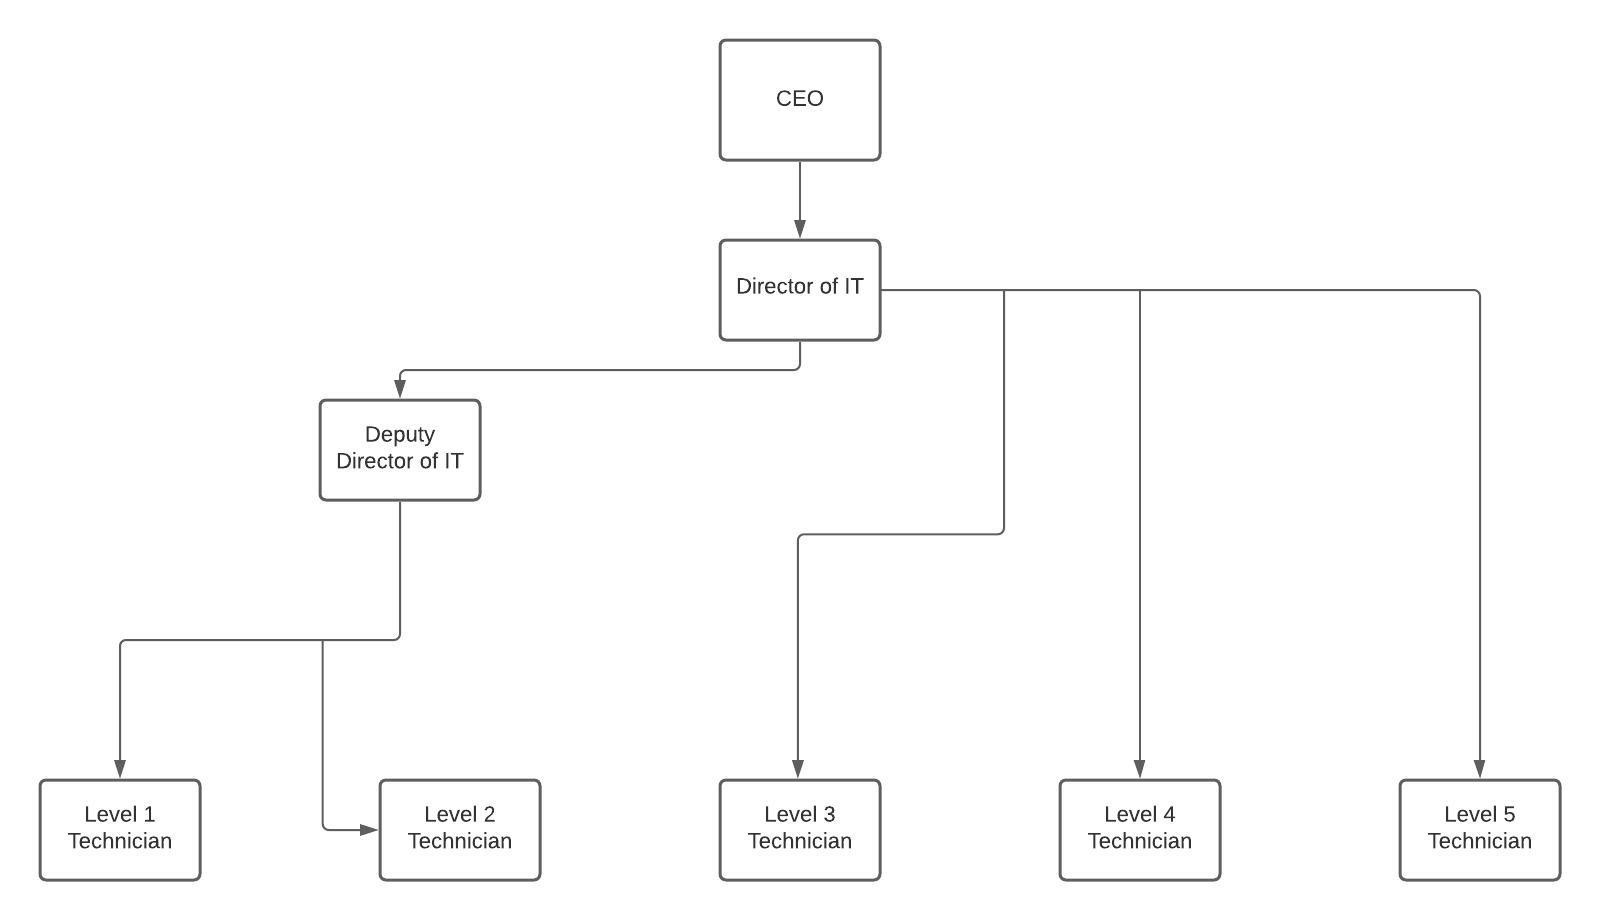 CEO
Director of IT
Deputy
Director of IT
Level 1
Technician
Level 2
Technician
Level 3
Technician
Level 4
Technician
Level 5
Technician